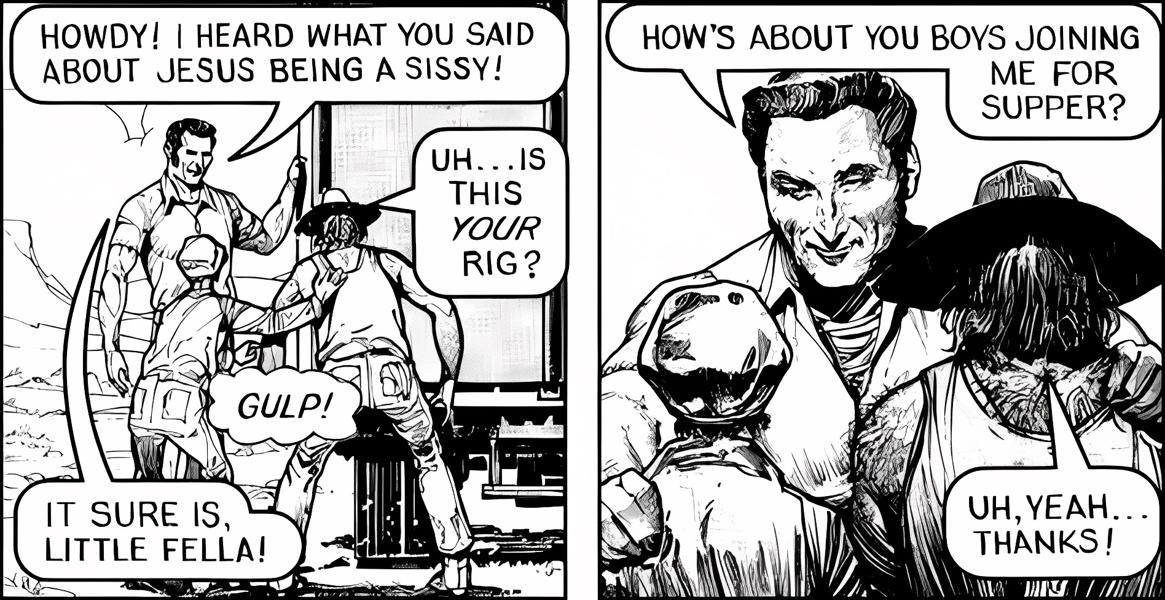 HOWDY! I HEARD WHAT YOU SAID
ABOUT JESUS BEING A SISSY!
UH...IS
THIS
YOUR
RIG?
GULP!
IT SURE IS,
LITTLE FELLA!
HOW'S ABOUT YOU BOYS JOINING
ME FOR
SUPPER?
UH, YEAH...
THANKS!